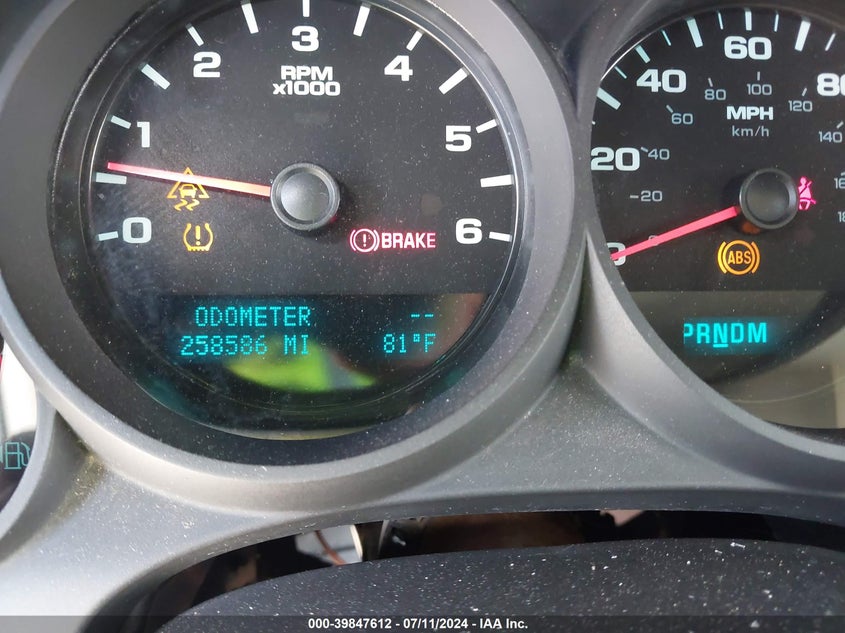 0 1 2 3 4 5 6
RPM
x1000
BRAKE
ODOMETER --
258586 MI 81°F
20 40 60 80
20 40 60 80 100 120 140
MPH
km/h
ABS
PRNDM
000-39847612 - 07/11/2024 - IAA Inc.